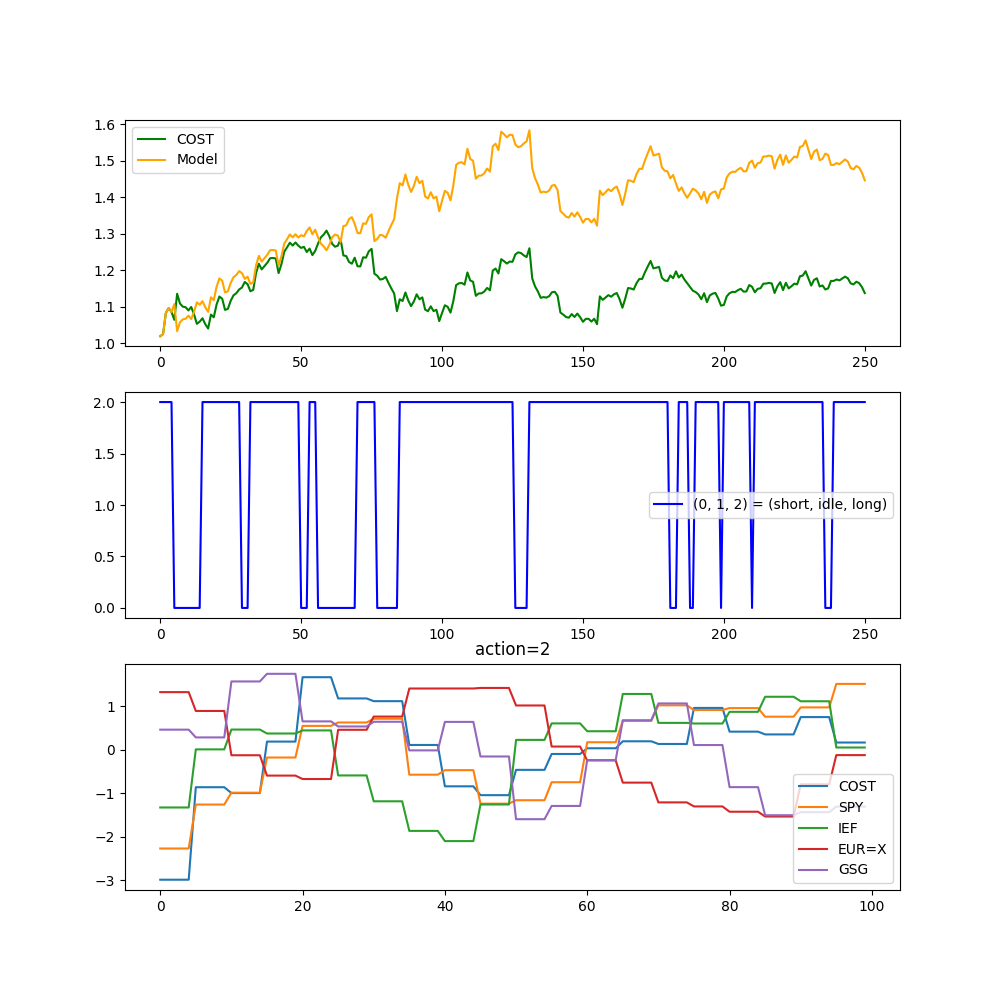 1.6
1.5
1.4
1.3
1.2
1.1
1.0
COST
Model
0 50 100 150 200 250
2.0
1.5
1.0
0.5
0.0
(0, 1, 2) = (short, idle, long)
0 50 100 150 200 250
action=2
1
0
−1
−2
−3
COST
SPY
IEF
EUR=X
GSG
0 20 40 60 80 100